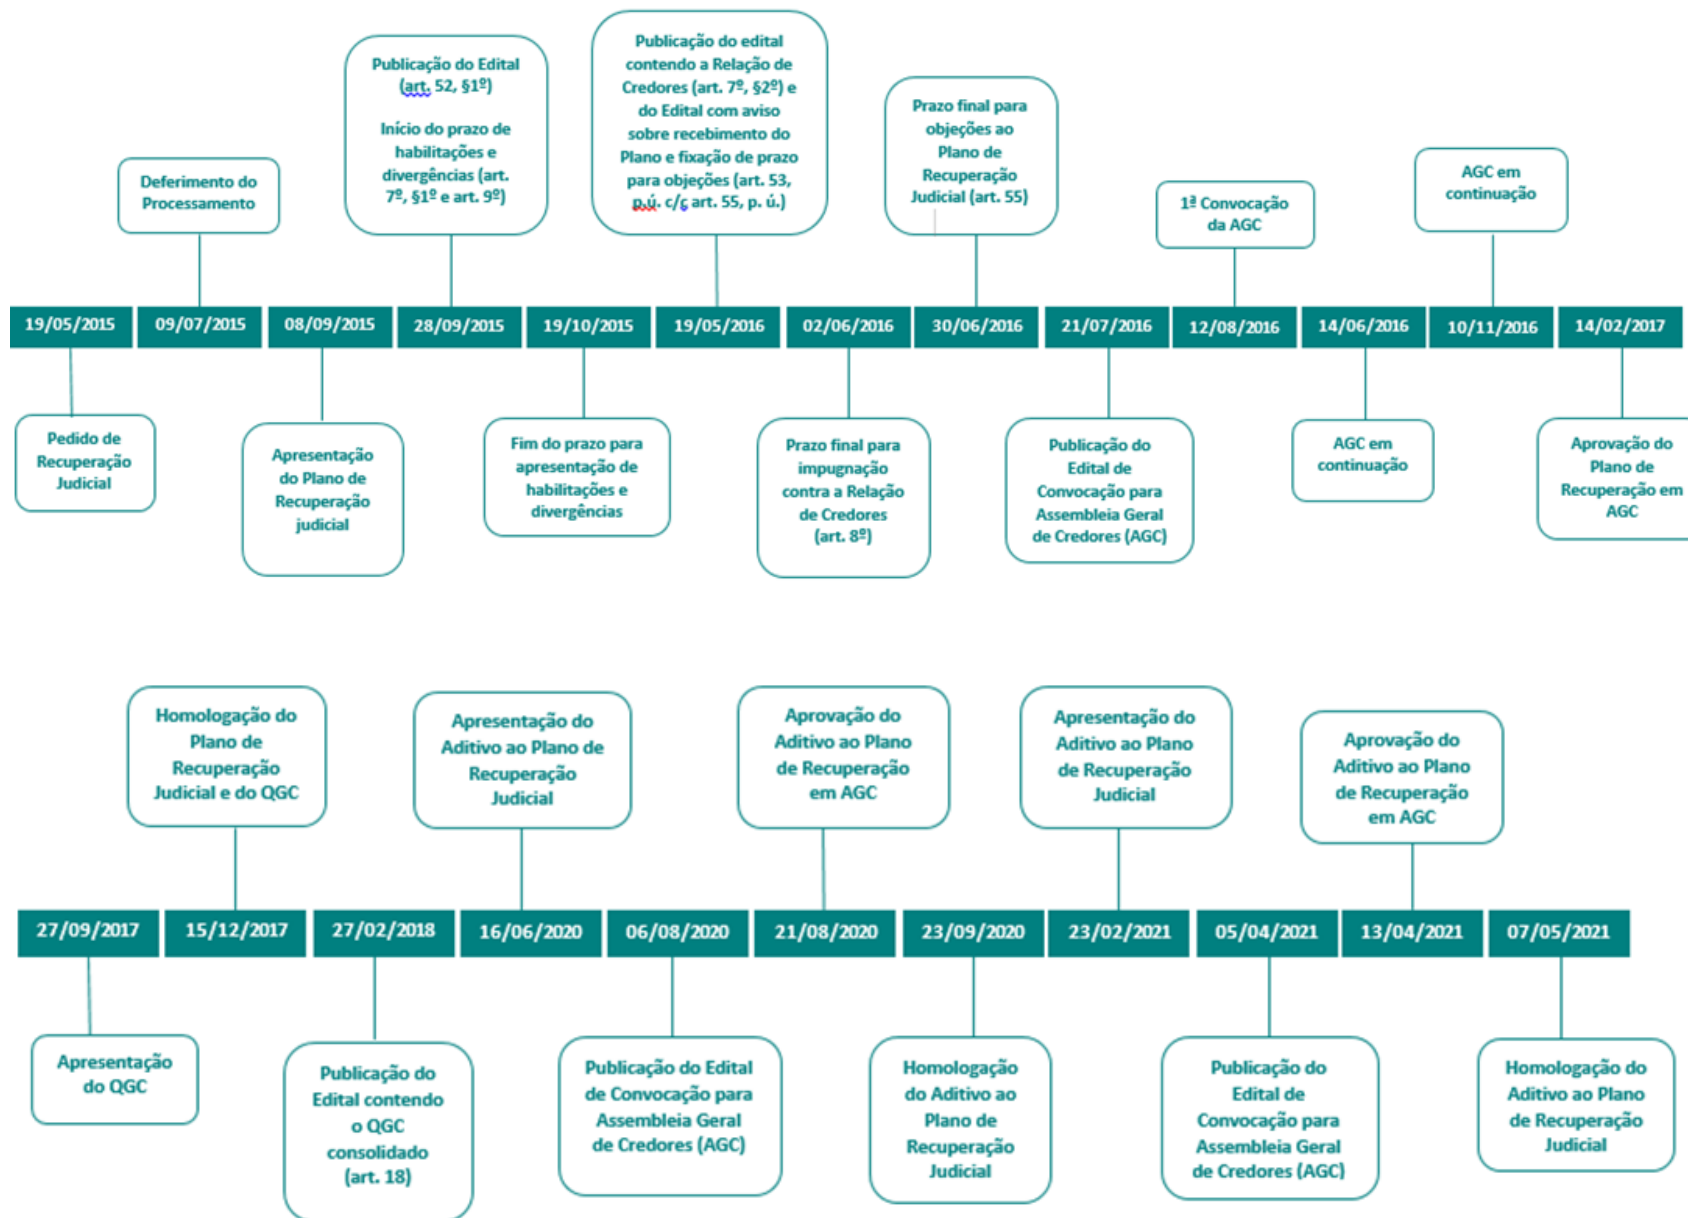 Publicação do Edital
(art. 52, §1º)
Início do prazo de
habilitações e
divergências (art.
7º, §1º e art. 9º)
Publicação do edital
contendo a Relação de
Credores (art. 7º, §2º) e
do Edital com aviso
sobre recebimento do
Plano e fixação de prazo
para objeções (art. 53,
p.ú. c/c art. 55, p. ú.)
Prazo final para
objeções ao
Plano de
Recuperação
Judicial (art. 55)
Deferimento do
Processamento
1ª Convocação
da AGC
AGC em
continuação
19/05/2015
09/07/2015
08/09/2015
28/09/2015
19/10/2015
19/05/2016
02/06/2016
30/06/2016
21/07/2016
12/08/2016
14/06/2016
10/11/2016
14/02/2017
Pedido de
Recuperação
Judicial
Apresentação
do Plano de
Recuperação
judicial
Fim do prazo para
apresentação de
habilitações e
divergências
Prazo final para
impugnação
contra a Relação
de Credores
(art. 8º)
Publicação do
Edital de
Convocação para
Assembleia Geral
de Credores (AGC)
AGC em
continuação
Aprovação do
Plano de
Recuperação em
AGC
Homologação do
Plano de
Recuperação
Judicial e do QGC
Apresentação do
Aditivo ao Plano de
Recuperação
Judicial
Aprovação do
Aditivo ao Plano
de Recuperação
em AGC
Apresentação do
Aditivo ao Plano
de Recuperação
Judicial
Aprovação do
Aditivo ao Plano
de Recuperação
em AGC
27/09/2017
15/12/2017
27/02/2018
16/06/2020
06/08/2020
21/08/2020
23/09/2020
23/02/2021
05/04/2021
13/04/2021
07/05/2021
Apresentação
do QGC
Publicação do
Edital contendo
o QGC
consolidado
(art. 18)
Publicação do Edital
de Convocação para
Assembleia Geral
de Credores (AGC)
Homologação
do Aditivo ao
Plano de
Recuperação
Judicial
Publicação do
Edital de
Convocação para
Assembleia Geral
de Credores (AGC)
Homologação do
Aditivo ao Plano
de Recuperação
Judicial